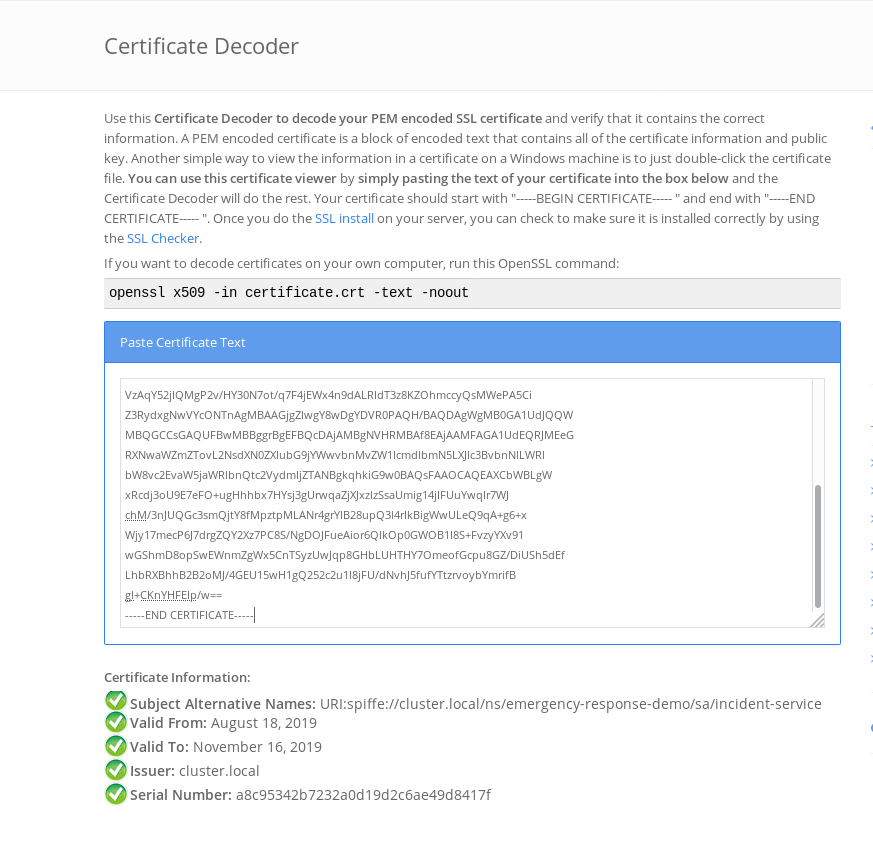 Certificate Decoder
Use this Certificate Decoder to decode your PEM encoded SSL certificate and verify that it contains the correct
information. A PEM encoded certificate is a block of encoded text that contains all of the certificate information and public
key. Another simple way to view the information in a certificate on a Windows machine is to just double-click the certificate
file. You can use this certificate viewer by simply pasting the text of your certificate into the box below and the
Certificate Decoder will do the rest. Your certificate should start with "-----BEGIN CERTIFICATE----- " and end with "-----END
CERTIFICATE----- ". Once you do the SSL install on your server, you can check to make sure it is installed correctly by using
the SSL Checker.
If you want to decode certificates on your own computer, run this OpenSSL command:
openssl x509 -in certificate.crt -text -noout
Paste Certificate Text
VzAqY52jIQMgP2v/HY30N7ot/q7F4jEWx4n9dALRIdT3z8KZOhmccyQsMWePA5Ci
Z3RydxgNwVYcONTnAgMBAAGjgZIwgY8wDgYDVR0PAQH/BAQDAgWgMB0GA1UdJQQW
MBQGCCsGAQUFBwMBBggrBgEFBQcDAjAMBgNVHRMBAf8EAjAAMFAGA1UdEQRJMEeG
RXNwaWZmZTovL2NsdXN0ZXIubG9jYWwvbnMvZW1lcmdlbmN5LXJlc3BvbnNlLWRl
bW8vc2EvaW5jaWRlbnQtc2VydmljZTANBgkqhkiG9w0BAQsFAAOCAQEAXCbWBLgW
xRcdj3oU9E7eFO+ugHhhbx7HYsj3gUrwqaZjXJxzlzSsaUmig14jlFUuYwqIr7WJ
chM/3nJUQGc3smQjtY8fMpztpMLANr4grYlB28upQ3l4rlkBigWwULeQ9qA+g6+x
Wjy17mecP6J7drgZQY2Xz7PC8S/NgDOJFueAior6QlkOp0GWOB1l8S+FvzyYXv91
wGShmD8opSwEWnmZgWx5CnTSyzUwJqp8GHbLUHTHY7OmeofGcpu8GZ/DiUSh5dEf
LhbRXBhhB2B2oMJ/4GEU15wH1gQ252c2u1l8jFU/dNvhJ5fufYTtzrvoybYmrifB
gl+CKnYHFElp/w==
-----END CERTIFICATE-----
Certificate Information:
Subject Alternative Names: URI:spiffe://cluster.local/ns/emergency-response-demo/sa/incident-service
Valid From: August 18, 2019
Valid To: November 16, 2019
Issuer: cluster.local
Serial Number: a8c95342b7232a0d19d2c6ae49d8417f